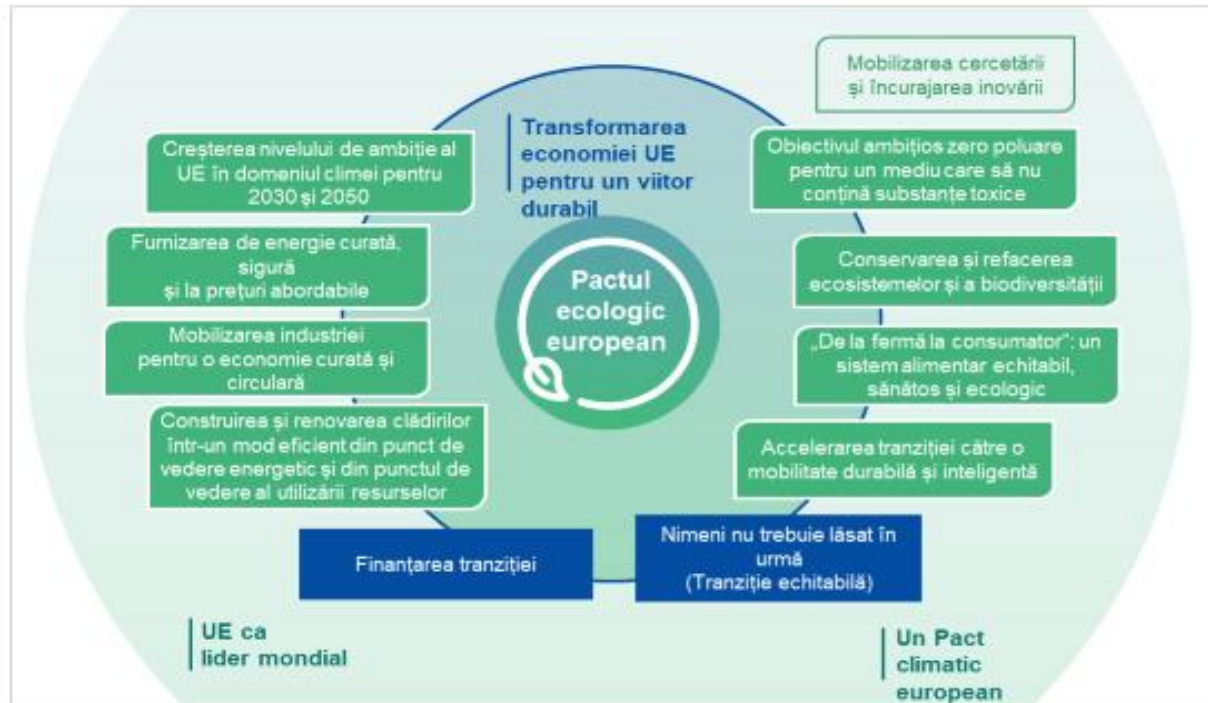 Mobilizarea cercetării
și încurajarea inovării
Transformarea
economiei UE
pentru un viitor
durabil
Creșterea nivelului de ambiție al
UE în domeniul climei pentru
2030 și 2050
Obiectivul ambițios zero poluare
pentru un mediu care să nu
conțină substanțe toxice
Furnizarea de energie curată,
sigură
și la prețuri abordabile
Conservarea și refacerea
ecosistemelor și a biodiversității
Pactul
ecologic
european
Mobilizarea industriei
pentru o economie curată și
circulară
„De la fermă la consumator”: un
sistem alimentar echitabil,
sănătos și ecologic
Construirea și renovarea clădirilor
într-un mod eficient din punct de
vedere energetic și din punctul de
vedere al utilizării resurselor
Accelerarea tranziției către o
mobilitate durabilă și inteligentă
Finanțarea tranziției
Nimeni nu trebuie lăsat în
urmă
(Tranziție echitabilă)
UE ca
lider mondial
Un Pact
climatic
european